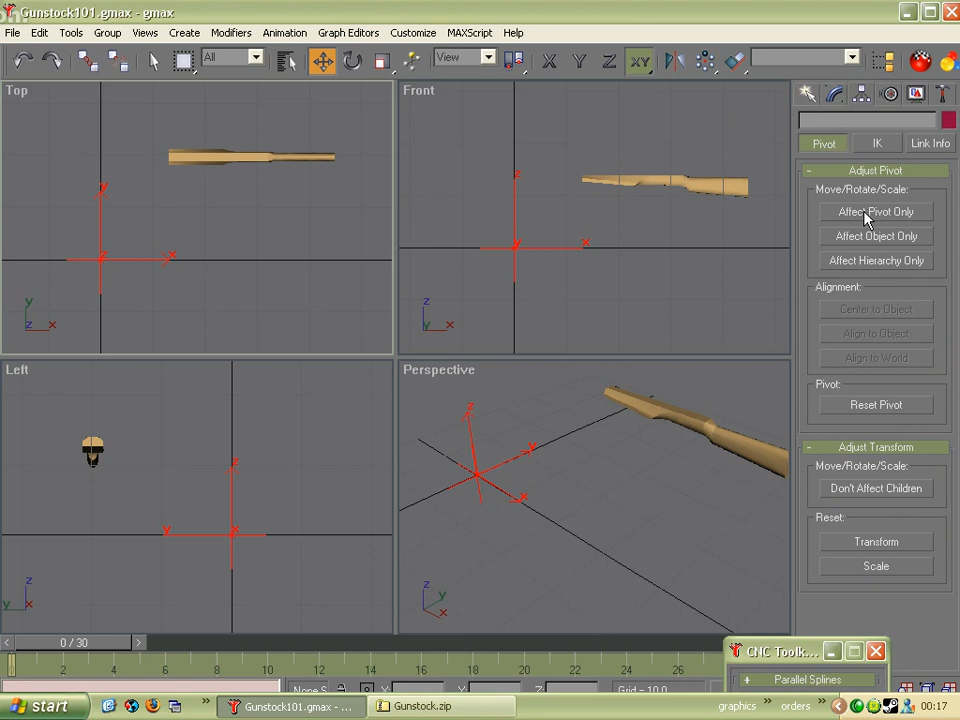 Gunstock101.gmax - gmax
File Edit Tools Group Views Create Modifiers Animation Graph Editors Customize MAXScript Help
All View X Y Z XY
Top
y
x
z
y
z x
Front
z
y x
z
y x
Pivot IK Link Info
- Adjust Pivot
Move/Rotate/Scale:
Affect Pivot Only
Affect Object Only
Affect Hierarchy Only
Alignment:
Center to Object
Align to Object
Align to World
Pivot:
Reset Pivot
- Adjust Transform
Move/Rotate/Scale:
Don't Affect Children
Reset:
Transform
Scale
Left
z
y x
z
y x
Perspective
z
y
x
z
y
x
< 0 / 30 >
2 4 6 8 10 12 14 16 18 20 22 24 26
None S X: Y: Z: Grid = 10.0
CNC Toolk...
+ Parallel Splines
start » Gunstock101.gmax - ... Gunstock.zip graphics » orders » 00:17